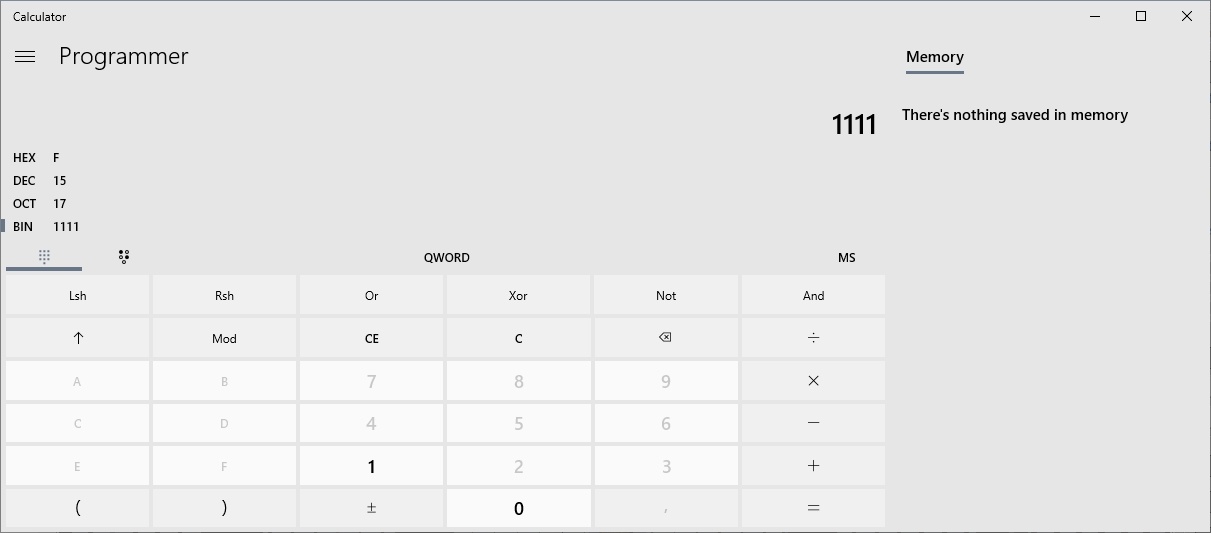 Calculator
Programmer
Memory
1111
There's nothing saved in memory
HEX F
DEC 15
OCT 17
BIN 1111
QWORD MS
Lsh Rsh Or Xor Not And
↑ Mod CE C ⌫ ÷
A B 7 8 9 ×
C D 4 5 6 −
E F 1 2 3 +
( ) ± 0 , =